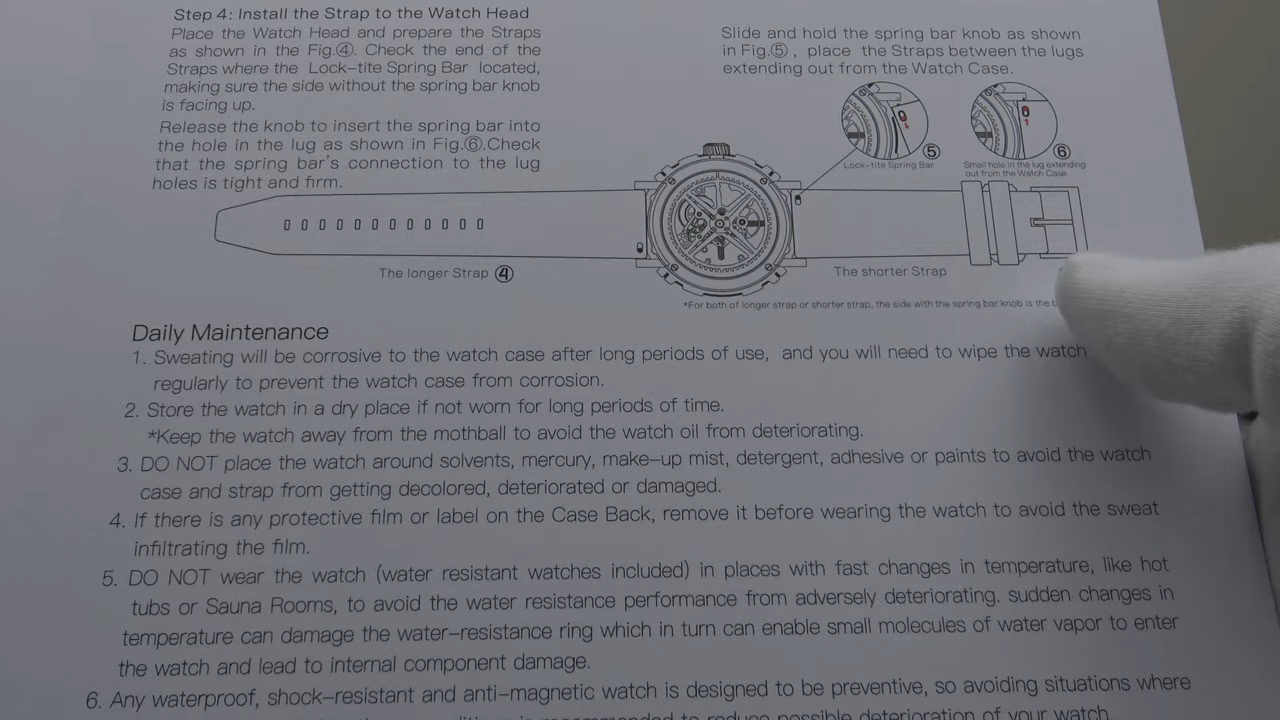 Step 4: Install the Strap to the Watch Head
Place the Watch Head and prepare the Straps
as shown in the Fig.④. Check the end of the
Straps where the Lock-tite Spring Bar located,
making sure the side without the spring bar knob
is facing up.
Release the knob to insert the spring bar into
the hole in the lug as shown in Fig.⑥.Check
that the spring bar's connection to the lug
holes is tight and firm.
Slide and hold the spring bar knob as shown
in Fig.⑤, place the Straps between the lugs
extending out from the Watch Case.
⑤
⑥
Lock-tite Spring Bar
Small hole in the lug extending
out from the Watch Case
The longer Strap ④
The shorter Strap
*For both of longer strap or shorter strap, the side with the spring bar knob is the
Daily Maintenance
1. Sweating will be corrosive to the watch case after long periods of use, and you will need to wipe the watch
regularly to prevent the watch case from corrosion.
2. Store the watch in a dry place if not worn for long periods of time.
*Keep the watch away from the mothball to avoid the watch oil from deteriorating.
3. DO NOT place the watch around solvents, mercury, make-up mist, detergent, adhesive or paints to avoid the watch
case and strap from getting decolored, deteriorated or damaged.
4. If there is any protective film or label on the Case Back, remove it before wearing the watch to avoid the sweat
infiltrating the film.
5. DO NOT wear the watch (water resistant watches included) in places with fast changes in temperature, like hot
tubs or Sauna Rooms, to avoid the water resistance performance from adversely deteriorating. sudden changes in
temperature can damage the water-resistance ring which in turn can enable small molecules of water vapor to enter
the watch and lead to internal component damage.
6. Any waterproof, shock-resistant and anti-magnetic watch is designed to be preventive, so avoiding situations where
is recommended to reduce possible deterioration of your watch.